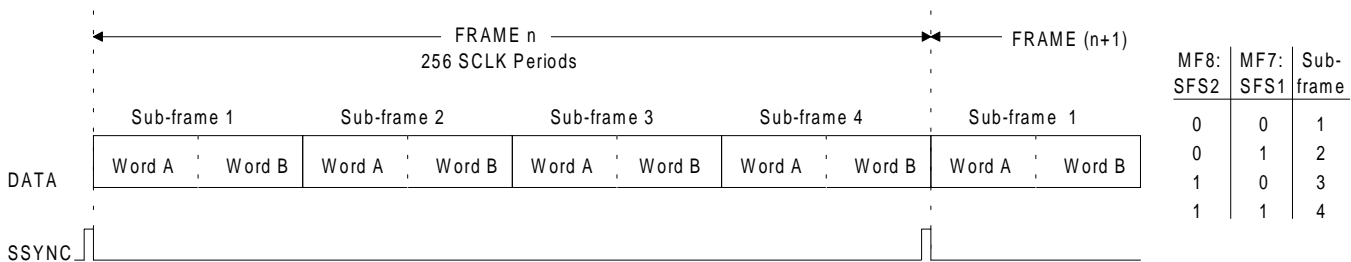 FRAME n
FRAME (n+1)
256 SCLK Periods
MF8: MF7: Sub-
SFS2 SFS1 frame
Sub-frame 1 Sub-frame 2 Sub-frame 3 Sub-frame 4 Sub-frame 1
0 0 1
DATA Word A Word B Word A Word B Word A Word B Word A Word B Word A Word B
0 1 2
1 0 3
1 1 4
SSYNC